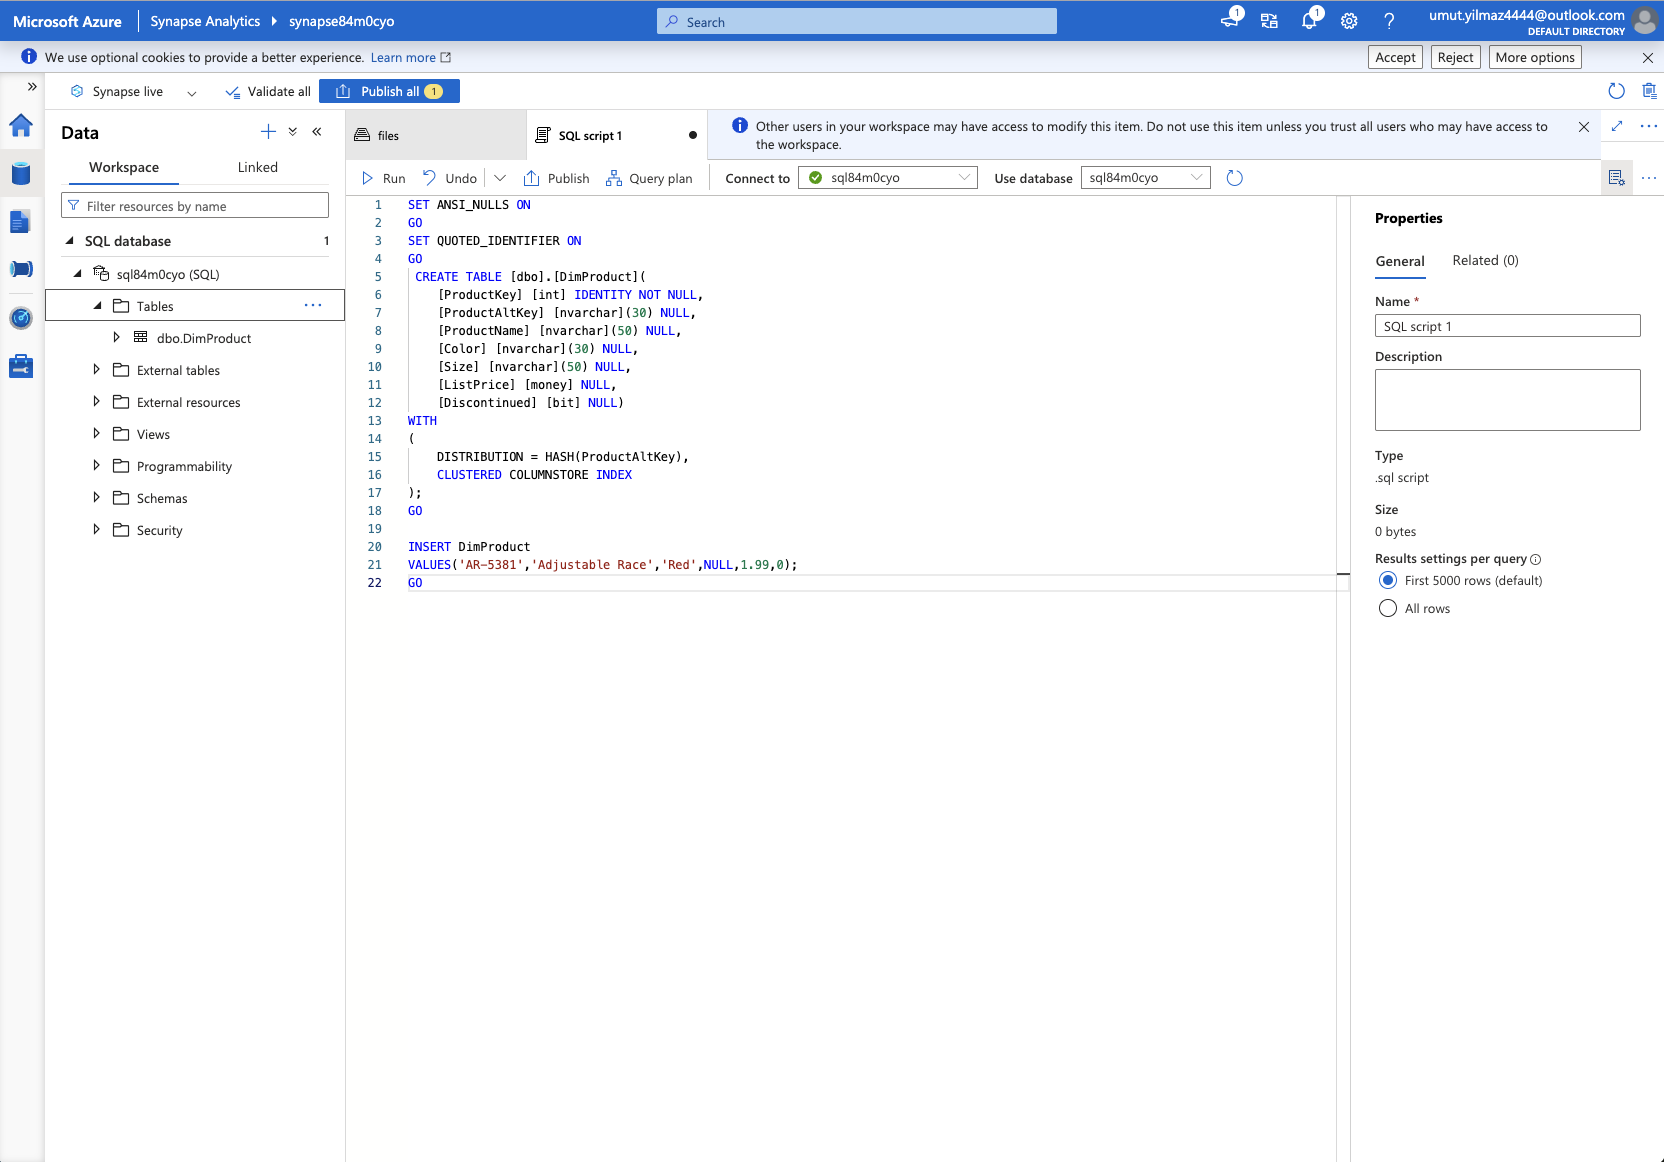 Microsoft Azure
Synapse Analytics
synapse84m0cyo
Search
1
1
umut.yilmaz4444@outlook.com
DEFAULT DIRECTORY
We use optional cookies to provide a better experience. Learn more
Accept
Reject
More options
Synapse live
Validate all
Publish all 1
Data
Workspace
Linked
Filter resources by name
SQL database 1
sql84m0cyo (SQL)
Tables
dbo.DimProduct
External tables
External resources
Views
Programmability
Schemas
Security
files
SQL script 1
Other users in your workspace may have access to modify this item. Do not use this item unless you trust all users who may have access to
the workspace.
Run
Undo
Publish
Query plan
Connect to
sql84m0cyo
Use database
sql84m0cyo
1 SET ANSI_NULLS ON
2 GO
3 SET QUOTED_IDENTIFIER ON
4 GO
5 CREATE TABLE [dbo].[DimProduct](
6 [ProductKey] [int] IDENTITY NOT NULL,
7 [ProductAltKey] [nvarchar](30) NULL,
8 [ProductName] [nvarchar](50) NULL,
9 [Color] [nvarchar](30) NULL,
10 [Size] [nvarchar](50) NULL,
11 [ListPrice] [money] NULL,
12 [Discontinued] [bit] NULL)
13 WITH
14 (
15 DISTRIBUTION = HASH(ProductAltKey),
16 CLUSTERED COLUMNSTORE INDEX
17 );
18 GO
19
20 INSERT DimProduct
21 VALUES('AR-5381','Adjustable Race','Red',NULL,1.99,0);
22 GO
Properties
General
Related (0)
Name *
SQL script 1
Description
Type
.sql script
Size
0 bytes
Results settings per query
First 5000 rows (default)
All rows